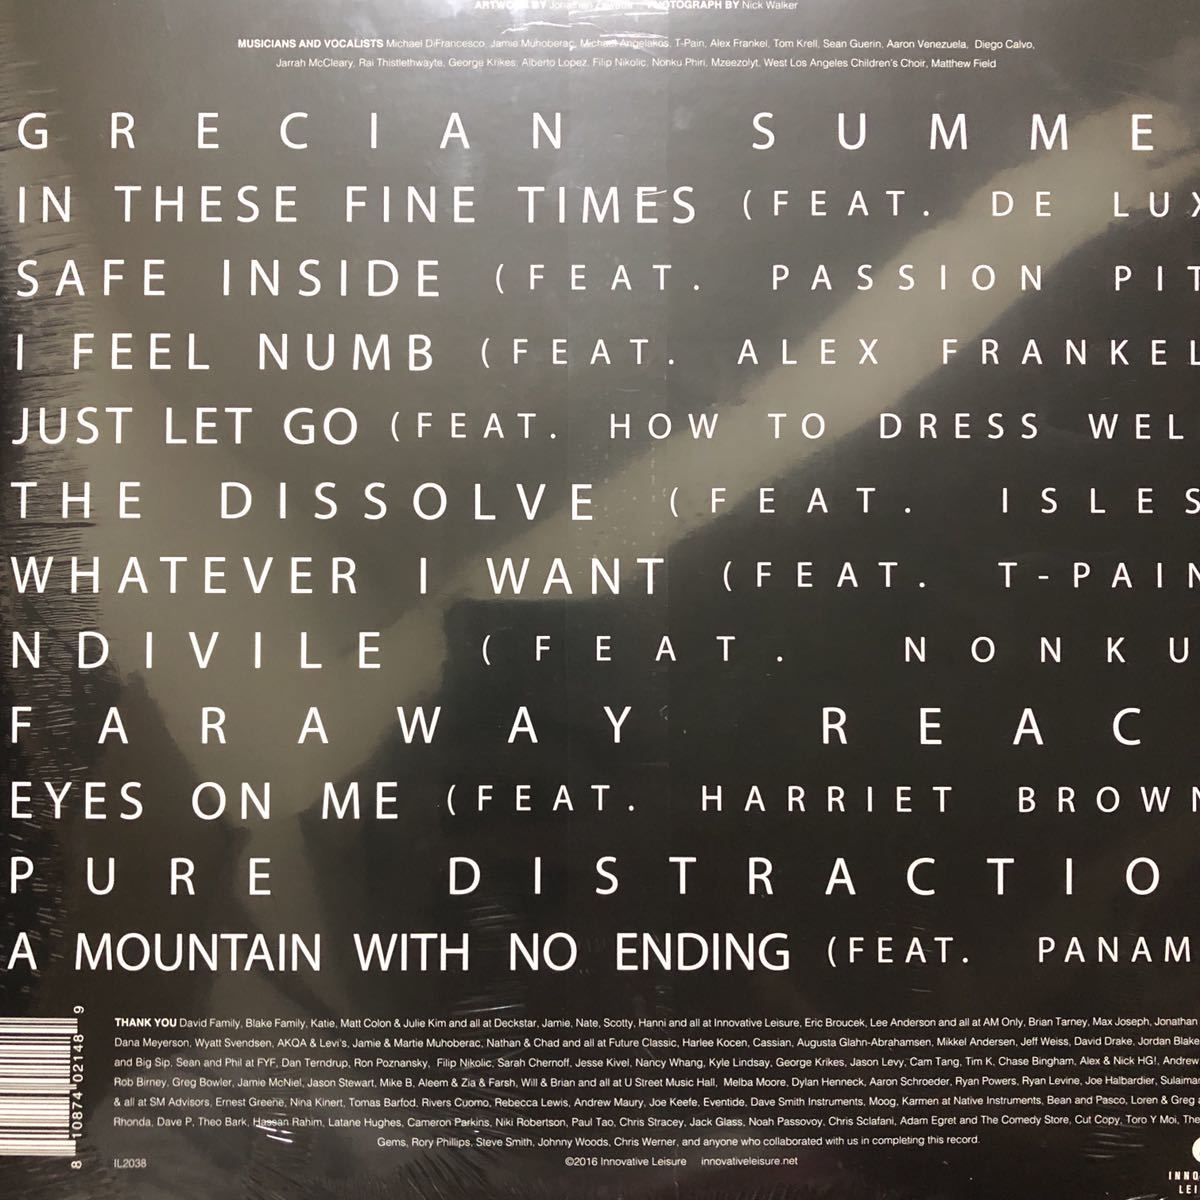 ARTWORK BY Jonathan Zawada PHOTOGRAPH BY Nick Walker
MUSICIANS AND VOCALISTS Michael DiFrancesco, Jamie Muhoberac, Michael Angelakos, T-Pain, Alex Frankel, Tom Krell, Sean Guerin, Aaron Venezuela, Diego Calvo,
Jarrah McCleary, Rai Thistlethwayte, George Krikes, Alberto Lopez, Filip Nikolic, Nonku Phiri, Mzeezolyt, West Los Angeles Children's Choir, Matthew Field
GRECIAN SUMME
IN THESE FINE TIMES (FEAT. DE LUX
SAFE INSIDE (FEAT. PASSION PIT
I FEEL NUMB (FEAT. ALEX FRANKEL
JUST LET GO (FEAT. HOW TO DRESS WEL
THE DISSOLVE (FEAT. ISLES
WHATEVER I WANT (FEAT. T-PAIN
NDIVILE (FEAT. NONKU
FARAWAY REAC
EYES ON ME (FEAT. HARRIET BROWN
PURE DISTRACTIO
A MOUNTAIN WITH NO ENDING (FEAT. PANAM
THANK YOU David Family, Blake Family, Katie, Matt Colon & Julie Kim and all at Deckstar, Jamie, Nate, Scotty, Hanni and all at Innovative Leisure, Eric Broucek, Lee Anderson and all at AM Only, Brian Tarney, Max Joseph, Jonathan
Dana Meyerson, Wyatt Svendsen, AKQA & Levi's, Jamie & Martie Muhoberac, Nathan & Chad and all at Future Classic, Harlee Kocen, Cassian, Augusta Glahn-Abrahamsen, Mikkel Andersen, Jeff Weiss, David Drake, Jordan Blake
and Big Sip, Sean and Phil at FYF, Dan Terndrup, Ron Poznansky, Filip Nikolic, Sarah Chernoff, Jesse Kivel, Nancy Whang, Kyle Lindsay, George Krikes, Jason Levy, Cam Tang, Tim K, Chase Bingham, Alex & Nick HG!, Andrew
Rob Birney, Greg Bowler, Jamie McNiel, Jason Stewart, Mike B, Aleem & Zia & Farsh, Will & Brian and all at U Street Music Hall, Melba Moore, Dylan Henneck, Aaron Schroeder, Ryan Powers, Ryan Levine, Joe Halbardier, Sulaima
& all at SM Advisors, Ernest Greene, Nina Kinert, Tomas Barfod, Rivers Cuomo, Rebecca Lewis, Andrew Maury, Joe Keefe, Eventide, Dave Smith Instruments, Moog, Karmen at Native Instruments, Bean and Pasco, Loren & Greg
Rhonda, Dave P, Theo Bark, Hassan Rahim, Latane Hughes, Cameron Parkins, Niki Robertson, Paul Tao, Chris Stracey, Jack Glass, Noah Passovoy, Chris Sclafani, Adam Egret and The Comedy Store, Cut Copy, Toro Y Moi, The
Gems, Rory Phillips, Steve Smith, Johnny Woods, Chris Werner, and anyone who collaborated with us in completing this record.
8 10874 02148 9
IL2038
©2016 Innovative Leisure innovativeleisure.net
INNO
LEI